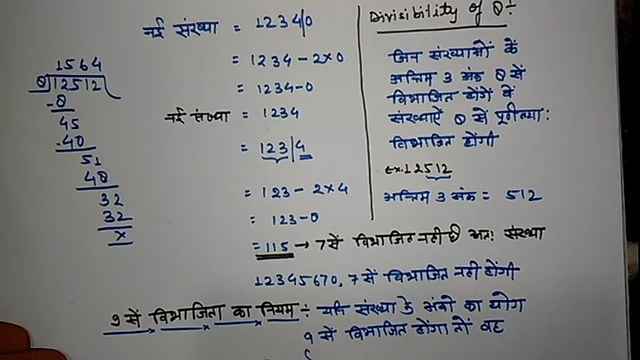 1564
8)12512(
-8
45
-40
51
48
32
32
x
नई संख्या = 1234/0
= 1234-2×0
= 1234-0
नई संख्या = 1234
= 123/4
= 123-2×4
= 123-8
= 115 → 7 से विभाजित नहीं है अतः संख्या
12345670, 7 से विभाजित नहीं होंगी
Divisibility of 8:-
जिन संख्याओं के
अन्तिम 3 अंक 8 से
विभाजित होंगे वे
संख्याऐं 8 से पूर्णतया:
विभाजित होंगी
ex. 12512
अन्तिम 3 अंक = 512
9 से विभाजिता का नियम ÷ यदि संख्या के अंको का योग
9 से विभाजित होगा तो वह